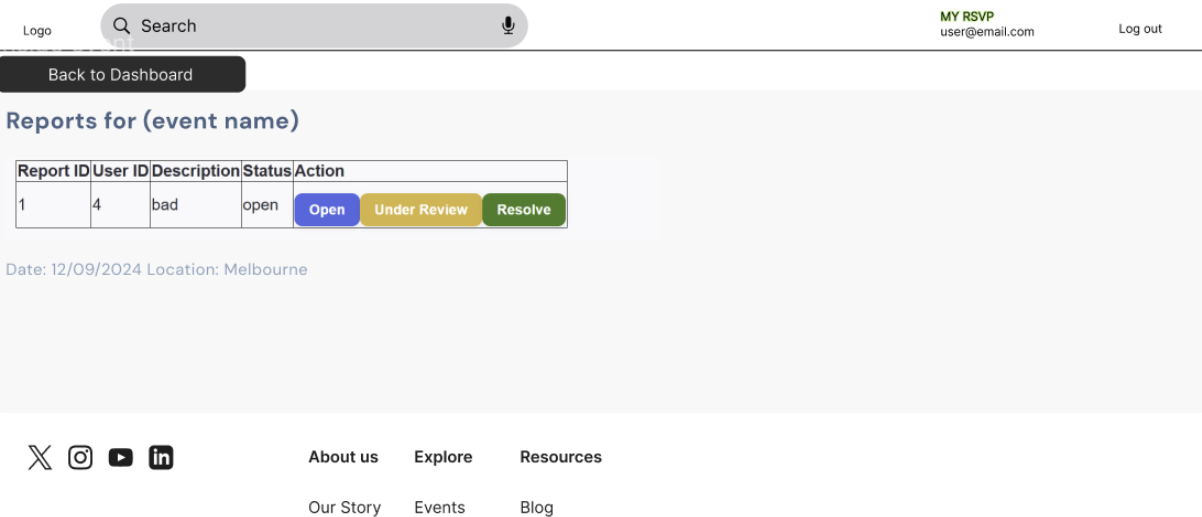 Logo
Search
MY RSVP
user@email.com
Log out
Back to Dashboard
Reports for (event name)
Report ID User ID Description Status Action
1 4 bad open Open Under Review Resolve
Date: 12/09/2024 Location: Melbourne
About us Explore Resources
Our Story Events Blog